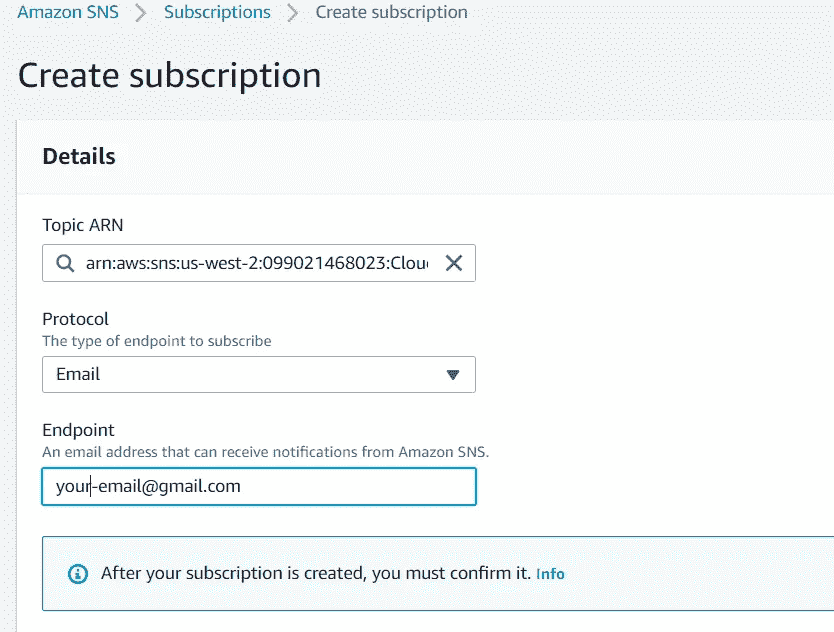 Amazon SNS > Subscriptions > Create subscription
Create subscription
Details
Topic ARN
arn:aws:sns:us-west-2:099021468023:Clou
Protocol
The type of endpoint to subscribe
Email
Endpoint
An email address that can receive notifications from Amazon SNS.
your-email@gmail.com
After your subscription is created, you must confirm it. Info